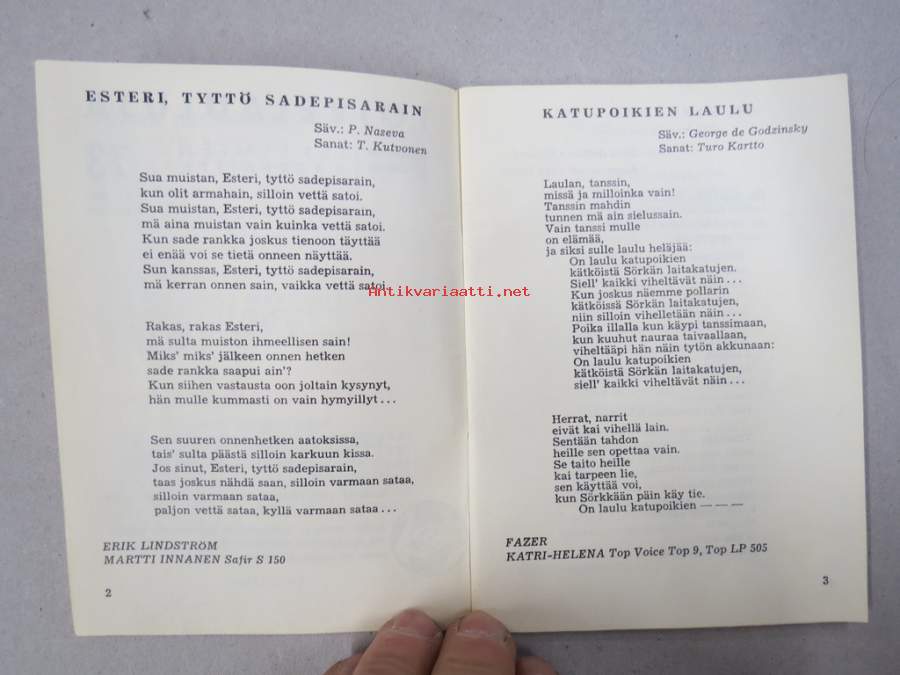 ESTERI, TYTTÖ SADEPISARAIN
Säv.: P. Naseva
Sanat: T. Kutvonen
Sua muistan, Esteri, tyttö sadepisarain,
kun olit armahain, silloin vettä satoi.
Sua muistan, Esteri, tyttö sadepisarain,
mä aina muistan vain kuinka vettä satoi.
Kun sade rankka joskus tienoon täyttää
ei enää voi se tietä onneen näyttää.
Sun kanssas, Esteri, tyttö sadepisarain,
mä kerran onnen sain, vaikka vettä satoi.
Rakas, rakas Esteri,
mä sulta muiston ihmeellisen sain!
Miks' miks' jälkeen onnen hetken
sade rankka saapui ain'?
Kun siihen vastausta oon joltain kysynyt,
hän mulle kummasti on vain hymyillyt...
Sen suuren onnenhetken aatoksissa,
tais' sulta päästä silloin karkuun kissa.
Jos sinut, Esteri, tyttö sadepisarain,
taas joskus nähdä saan, silloin varmaan sataa,
silloin varmaan sataa,
paljon vettä sataa, kyllä varmaan sataa...
ERIK LINDSTRÖM
MARTTI INNANEN Safir S 150
2
KATUPOIKIEN LAULU
Säv.: George de Godzinsky
Sanat: Turo Kartto
Laulan, tanssin,
missä ja milloinka vain!
Tanssin mahdin
tunnen mä ain sielussain.
Vain tanssi mulle
on elämää,
ja siksi sulle laulu heläjää:
On laulu katupoikien
kätköistä Sörkän laitakatujen.
Siell' kaikki viheltävät näin...
Kun joskus näemme pollarin
kätköissä Sörkän laitakatujen,
niin silloin vihelletään näin...
Poika illalla kun käypi tanssimaan,
kun kuuhut nauraa taivaallaan,
viheltääpi hän näin tytön akkunaan:
On laulu katupoikien
kätköistä Sörkän laitakatujen,
siell' kaikki viheltävät näin...
Herrat, narrit
eivät kai vihellä lain.
Sentään tahdon
heille sen opettaa vain.
Se taito heille
kai tarpeen lie,
sen käyttää voi,
kun Sörkkään päin käy tie.
On laulu katupoikien — — —
FAZER
KATRI-HELENA Top Voice Top 9, Top LP 505
3
Antikvariaatti.net